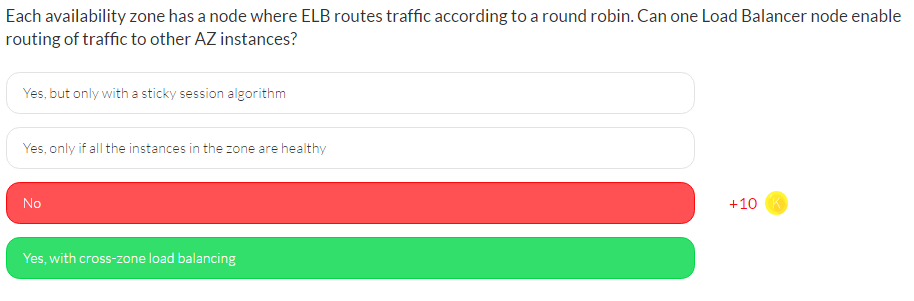 Each availability zone has a node where ELB routes traffic according to a round robin. Can one Load Balancer node enable
routing of traffic to other AZ instances?
Yes, but only with a sticky session algorithm
Yes, only if all the instances in the zone are healthy
No
+10 K
Yes, with cross-zone load balancing